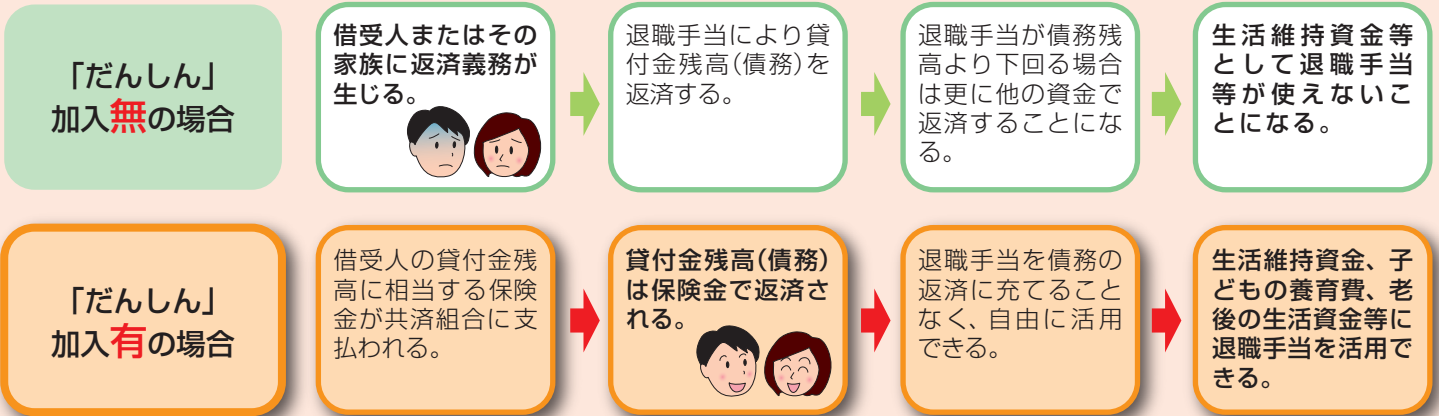 「だんしん」
加入無の場合
借受人またはその
家族に返済義務が
生じる。
退職手当により貸
付金残高(債務)を
返済する。
退職手当が債務残
高より下回る場合
は更に他の資金で
返済することにな
る。
生活維持資金等
として退職手当
等が使えないこ
とになる。
「だんしん」
加入有の場合
借受人の貸付金残
高に相当する保険
金が共済組合に支
払われる。
貸付金残高(債務)
は保険金で返済さ
れる。
退職手当を債務の
返済に充てること
なく、自由に活用
できる。
生活維持資金、子
どもの養育費、老
後の生活資金等に
退職手当を活用で
きる。